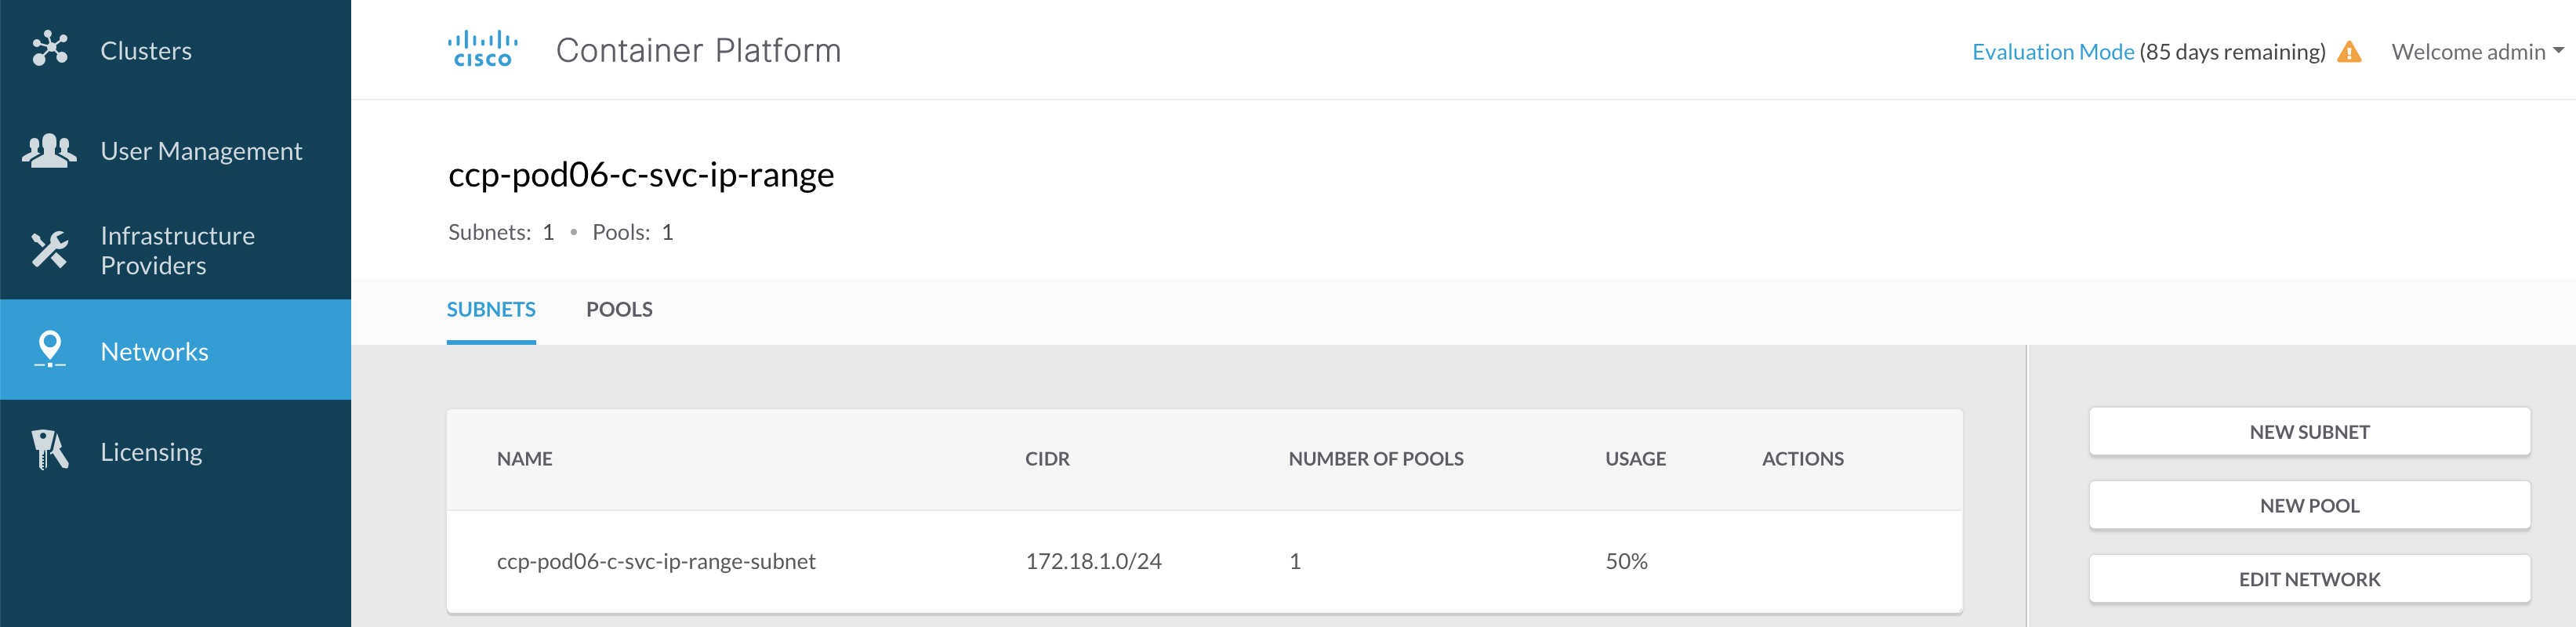 Clusters
User Management
Infrastructure
Providers
Networks
Licensing
CISCO Container Platform
Evaluation Mode (85 days remaining) Welcome admin
ccp-pod06-c-svc-ip-range
Subnets: 1 • Pools: 1
SUBNETS POOLS
NAME CIDR NUMBER OF POOLS USAGE ACTIONS
ccp-pod06-c-svc-ip-range-subnet 172.18.1.0/24 1 50%
NEW SUBNET
NEW POOL
EDIT NETWORK